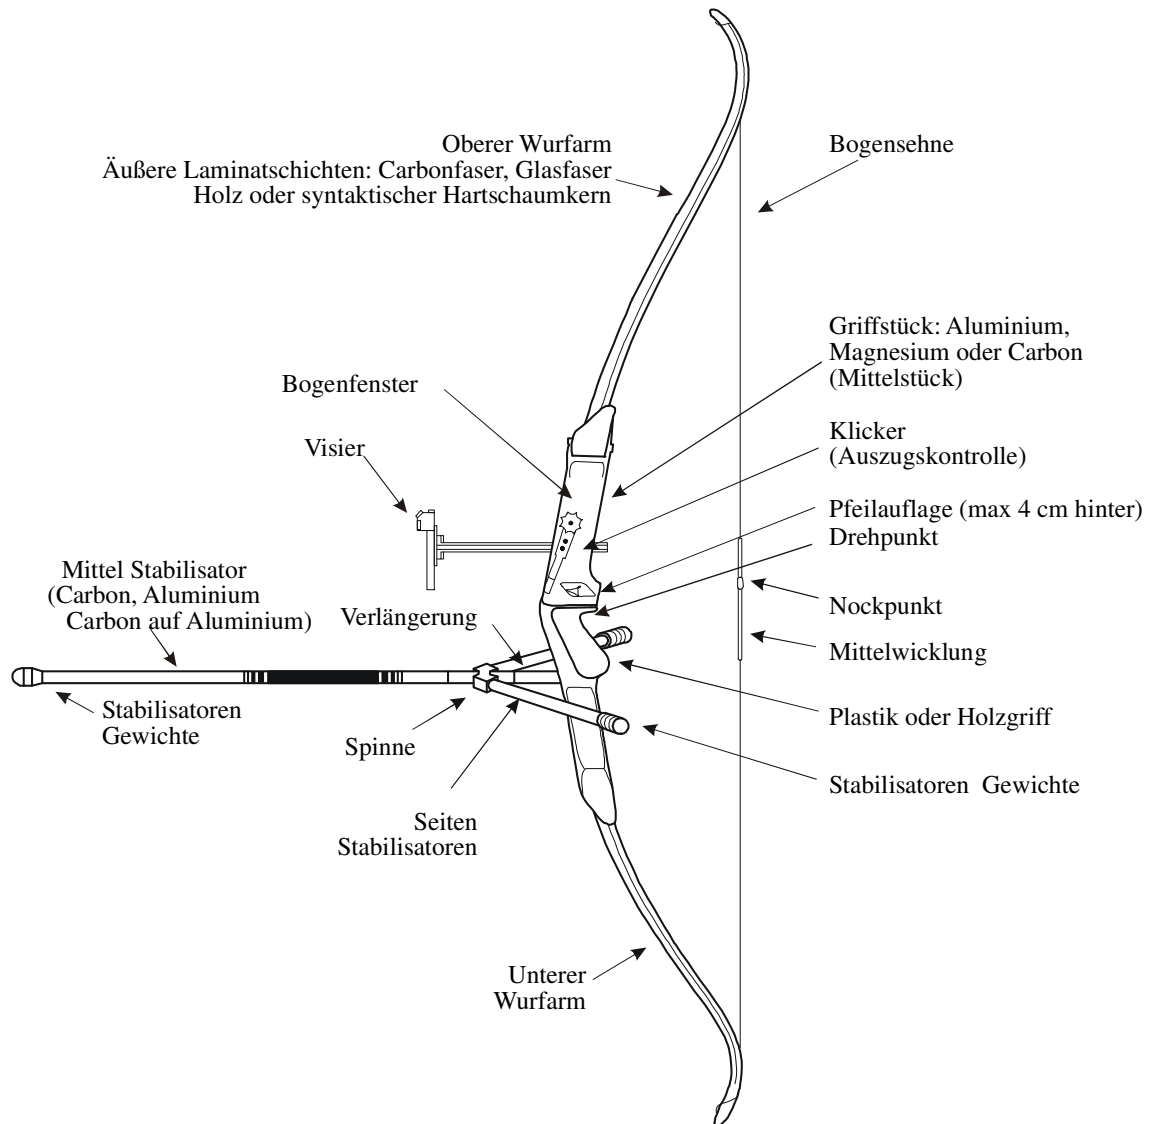 Oberer Wurfarm
Äußere Laminatschichten: Carbonfaser, Glasfaser
Holz oder syntaktischer Hartschaumkern
Bogensehne
Griffstück: Aluminium,
Magnesium oder Carbon
(Mittelstück)
Bogenfenster
Klicker
(Auszugskontrolle)
Visier
Pfeilauflage (max 4 cm hinter)
Drehpunkt
Mittel Stabilisator
(Carbon, Aluminium
Carbon auf Aluminium)
Verlängerung
Nockpunkt
Mittelwicklung
Stabilisatoren
Gewichte
Plastik oder Holzgriff
Spinne
Stabilisatoren  Gewichte
Seiten
Stabilisatoren
Unterer
Wurfarm